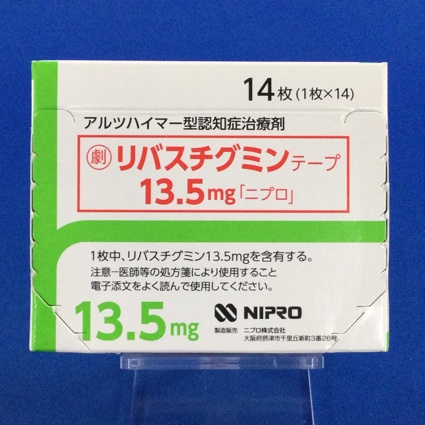 14枚(1枚×14)
アルツハイマー型認知症治療剤
劇 リバスチグミンテープ
13.5mg「ニプロ」
1枚中、リバスチグミン13.5mgを含有する。
注意-医師等の処方箋により使用すること
電子添文をよく読んで使用してください。
13.5mg
NIPRO
製造販売 ニプロ株式会社
大阪府摂津市千里丘新町3番26号